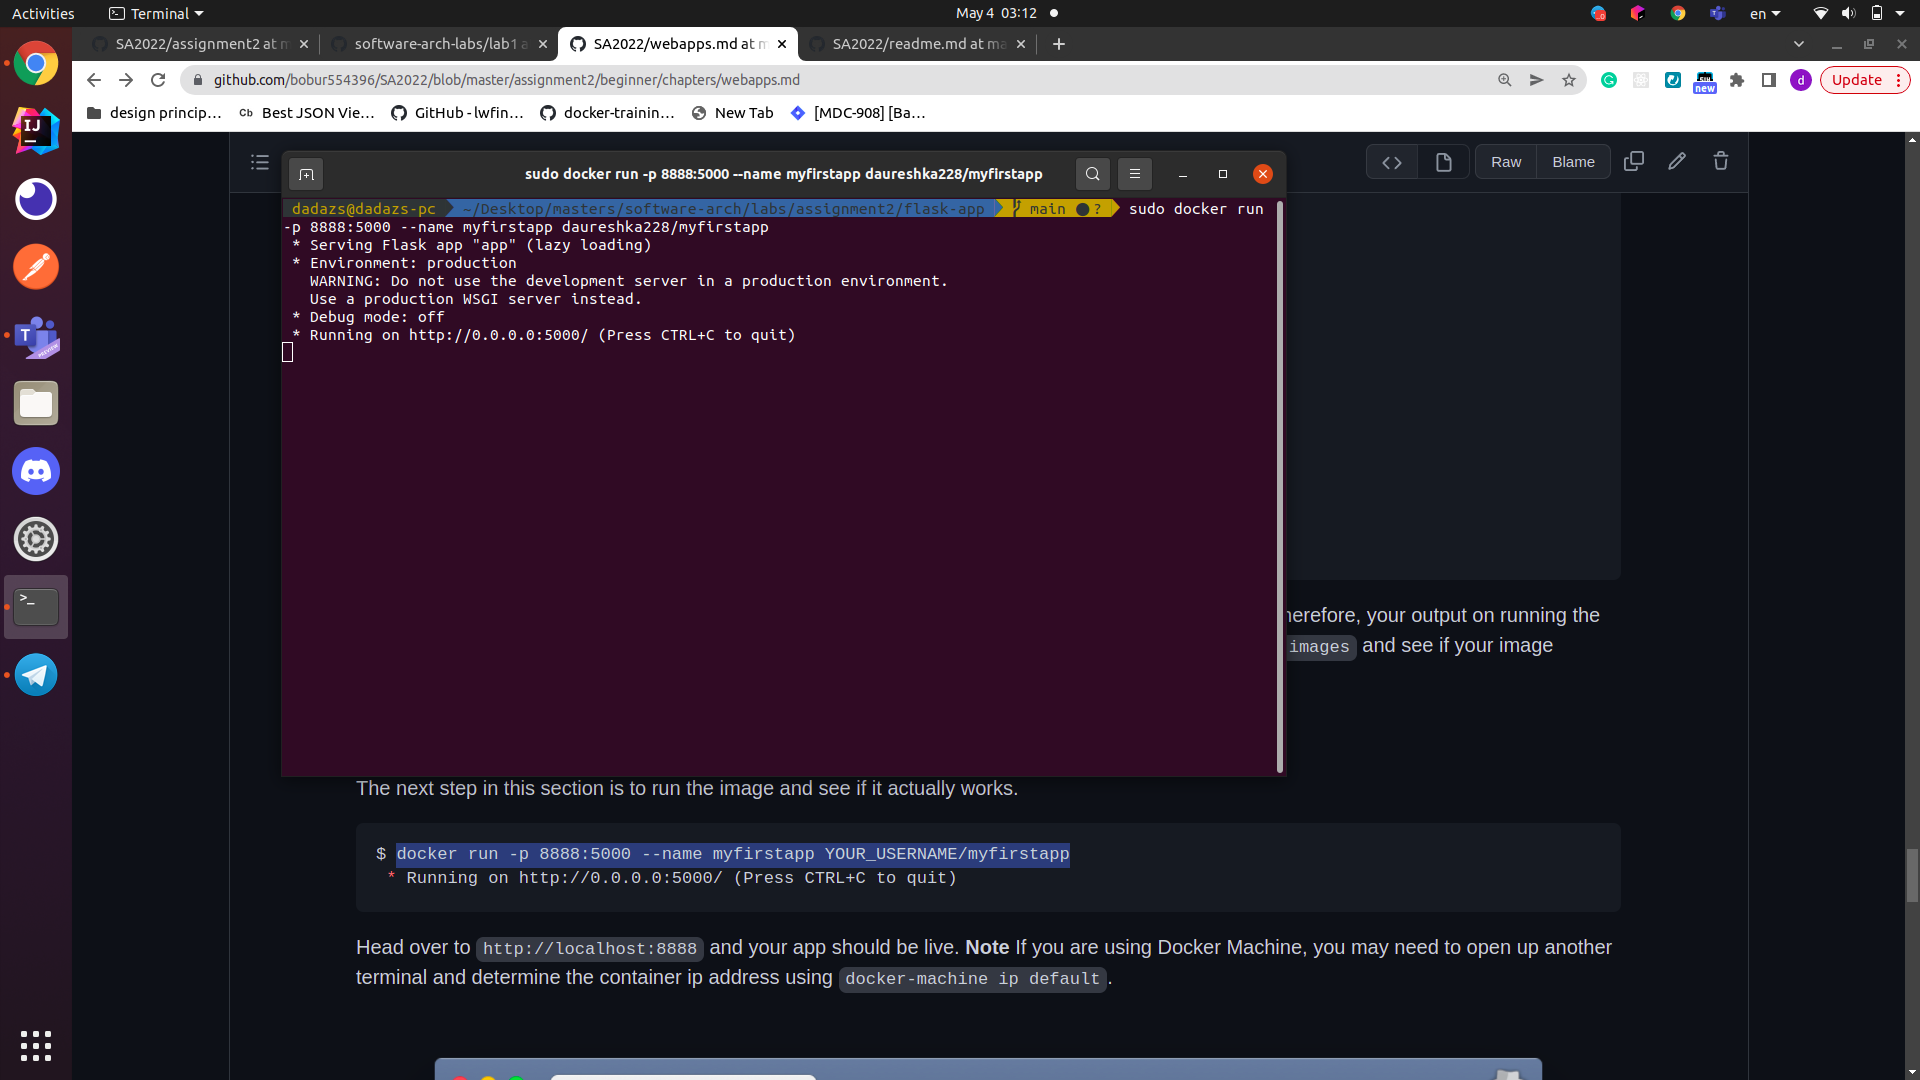 Activities
Terminal
May 4 03:12
en
SA2022/assignment2 at m
software-arch-labs/lab1 a
SA2022/webapps.md at m
SA2022/readme.md at ma
github.com/bobur554396/SA2022/blob/master/assignment2/beginner/chapters/webapps.md
new
d
Update
design princip…
Cb Best JSON Vie…
GitHub - lwfin…
docker-trainin…
New Tab
[MDC-908] [Ba…
Raw
Blame
sudo docker run -p 8888:5000 --name myfirstapp daureshka228/myfirstapp
dadazs@dadazs-pc ~/Desktop/masters/software-arch/labs/assignment2/flask-app main ●? sudo docker run
-p 8888:5000 --name myfirstapp daureshka228/myfirstapp
* Serving Flask app "app" (lazy loading)
* Environment: production
WARNING: Do not use the development server in a production environment.
Use a production WSGI server instead.
* Debug mode: off
* Running on http://0.0.0.0:5000/ (Press CTRL+C to quit)
herefore, your output on running the
images and see if your image
The next step in this section is to run the image and see if it actually works.
$ docker run -p 8888:5000 --name myfirstapp YOUR_USERNAME/myfirstapp
* Running on http://0.0.0.0:5000/ (Press CTRL+C to quit)
Head over to http://localhost:8888 and your app should be live. Note If you are using Docker Machine, you may need to open up another
terminal and determine the container ip address using docker-machine ip default.
IJ
T
PREVIEW
>_